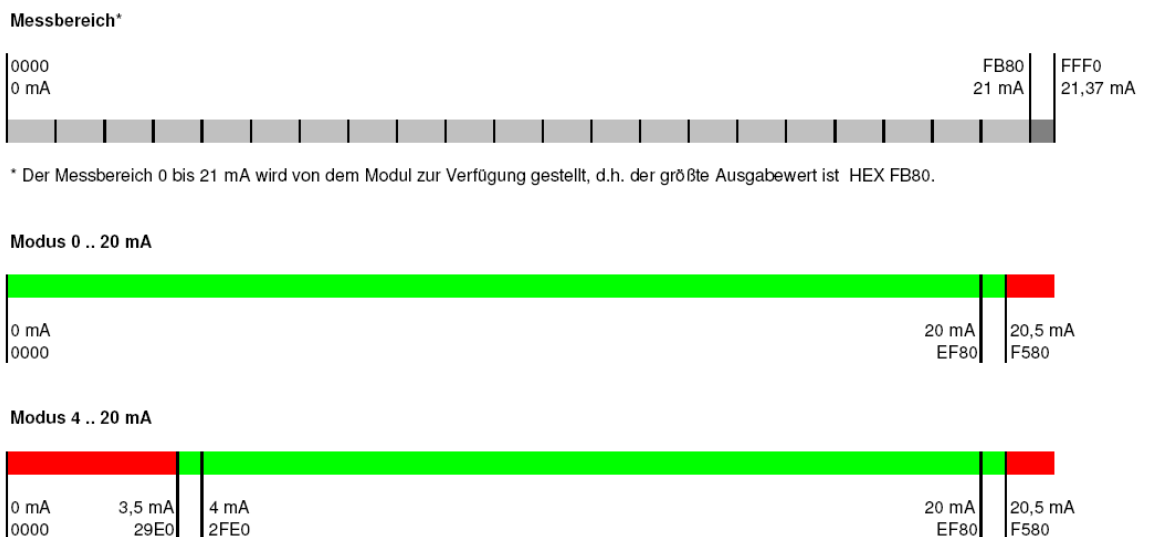 Messbereich*
0000 FB80 FFF0
0 mA 21 mA 21,37 mA
* Der Messbereich 0 bis 21 mA wird von dem Modul zur Verfügung gestellt, d.h. der größte Ausgabewert ist HEX FB80.
Modus 0 .. 20 mA
0 mA 20 mA 20,5 mA
0000 EF80 F580
Modus 4 .. 20 mA
0 mA 3,5 mA 4 mA 20 mA 20,5 mA
0000 29E0 2FE0 EF80 F580